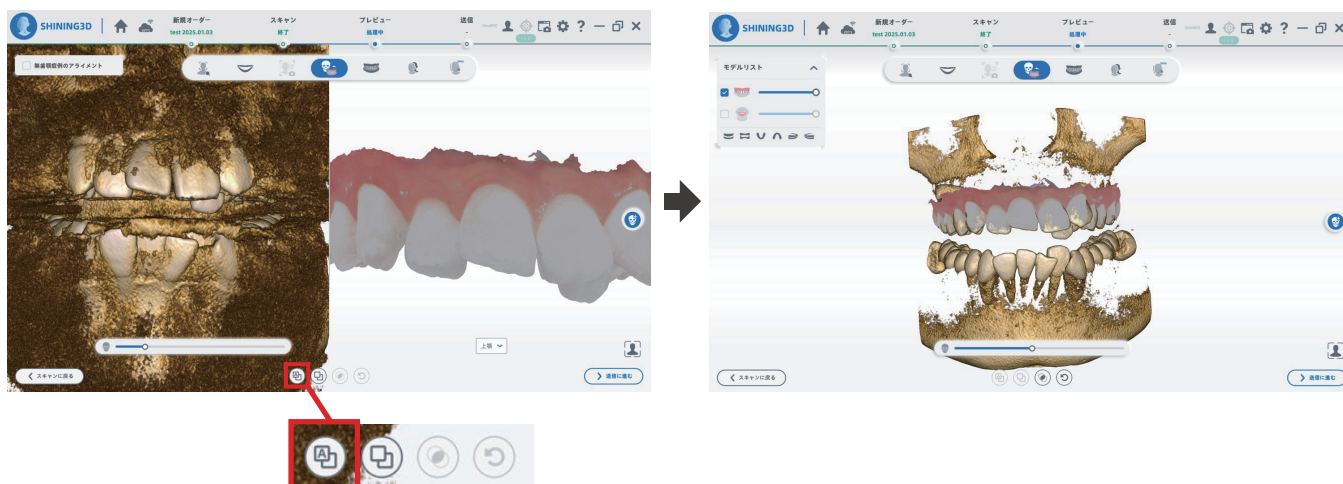 SHINING3D
新規オーダー
スキャン
プレビュー
送信
test 2025.01.03
終了
処理中
-
無歯顎症例のアライメント
上顎
スキャンに戻る
送信に進む
A
SHINING3D
新規オーダー
スキャン
プレビュー
送信
test 2025.01.03
終了
処理中
-
モデルリスト
スキャンに戻る
送信に進む